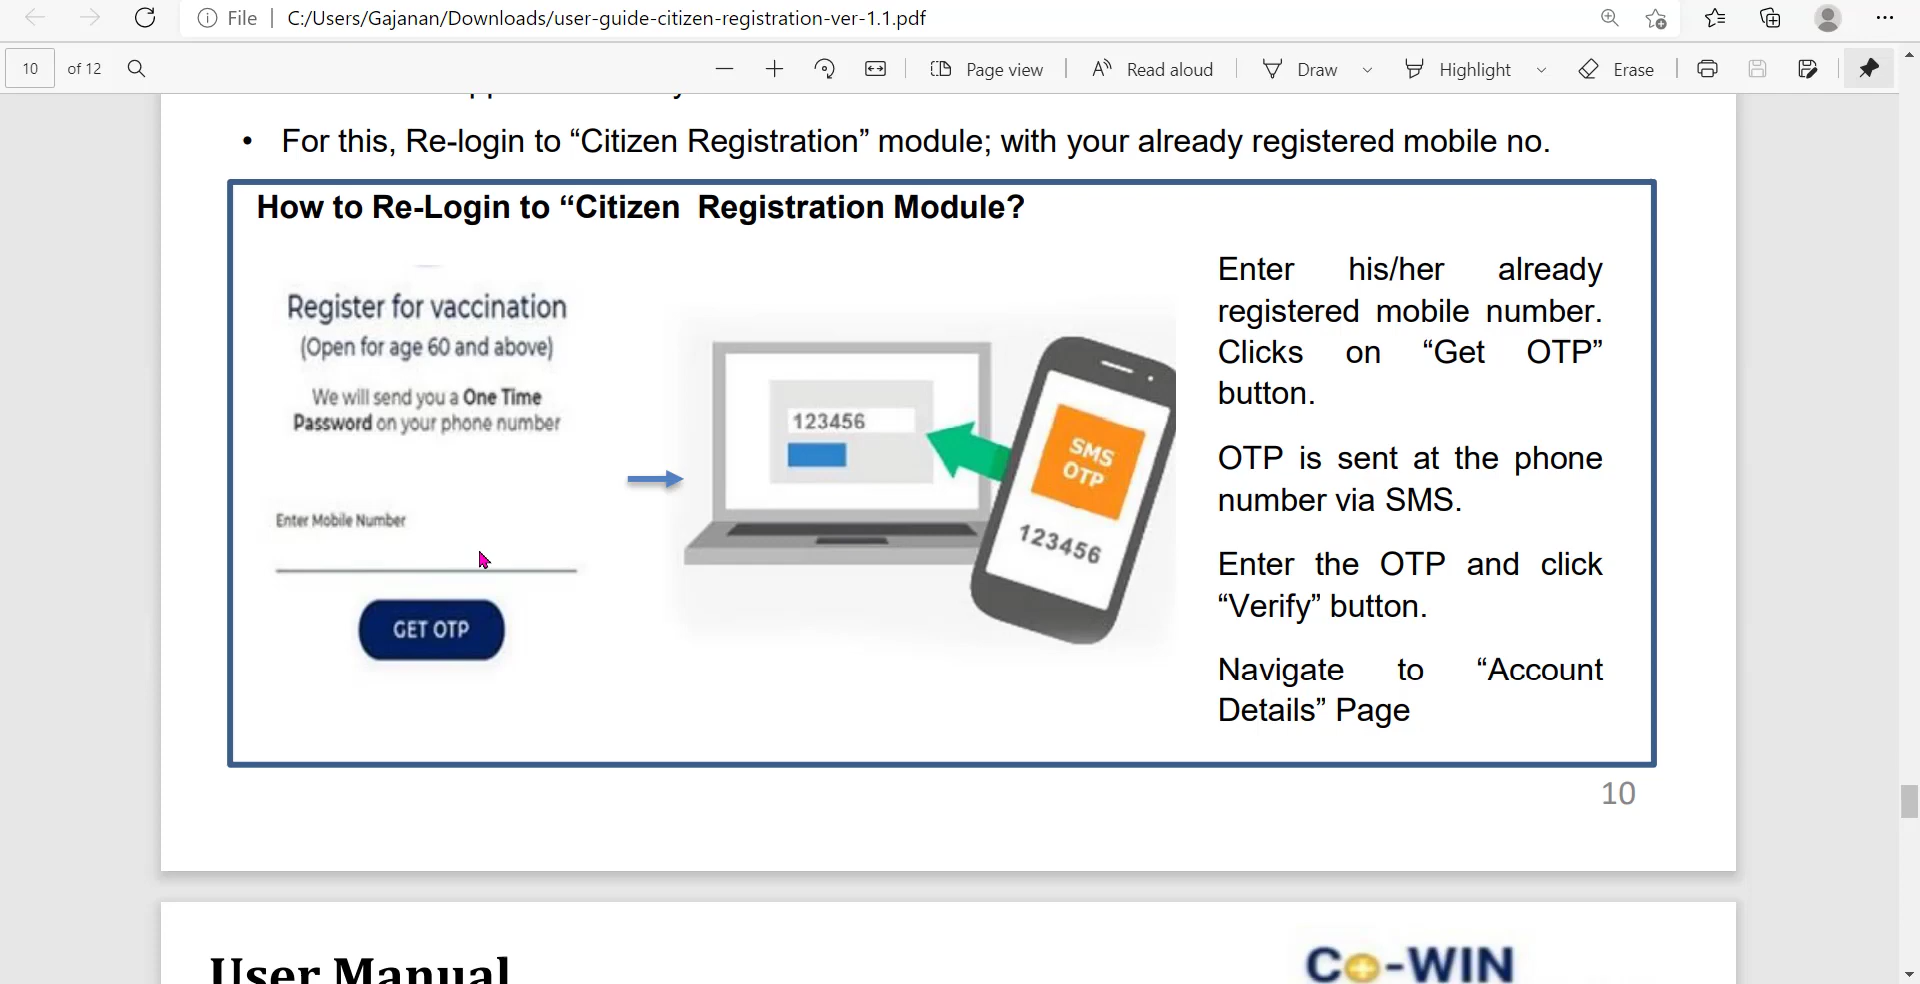 File
C:/Users/Gajanan/Downloads/user-guide-citizen-registration-ver-1.1.pdf
10 of 12
Page view
Read aloud
Draw
Highlight
Erase
• For this, Re-login to “Citizen Registration” module; with your already registered mobile no.
How to Re-Login to “Citizen Registration Module?
Register for vaccination
(Open for age 60 and above)
We will send you a One Time
Password on your phone number
Enter Mobile Number
GET OTP
123456
SMS
OTP
123456
Enter his/her already
registered mobile number.
Clicks on “Get OTP”
button.
OTP is sent at the phone
number via SMS.
Enter the OTP and click
“Verify” button.
Navigate to “Account
Details” Page
10
User Manual
Co-WIN